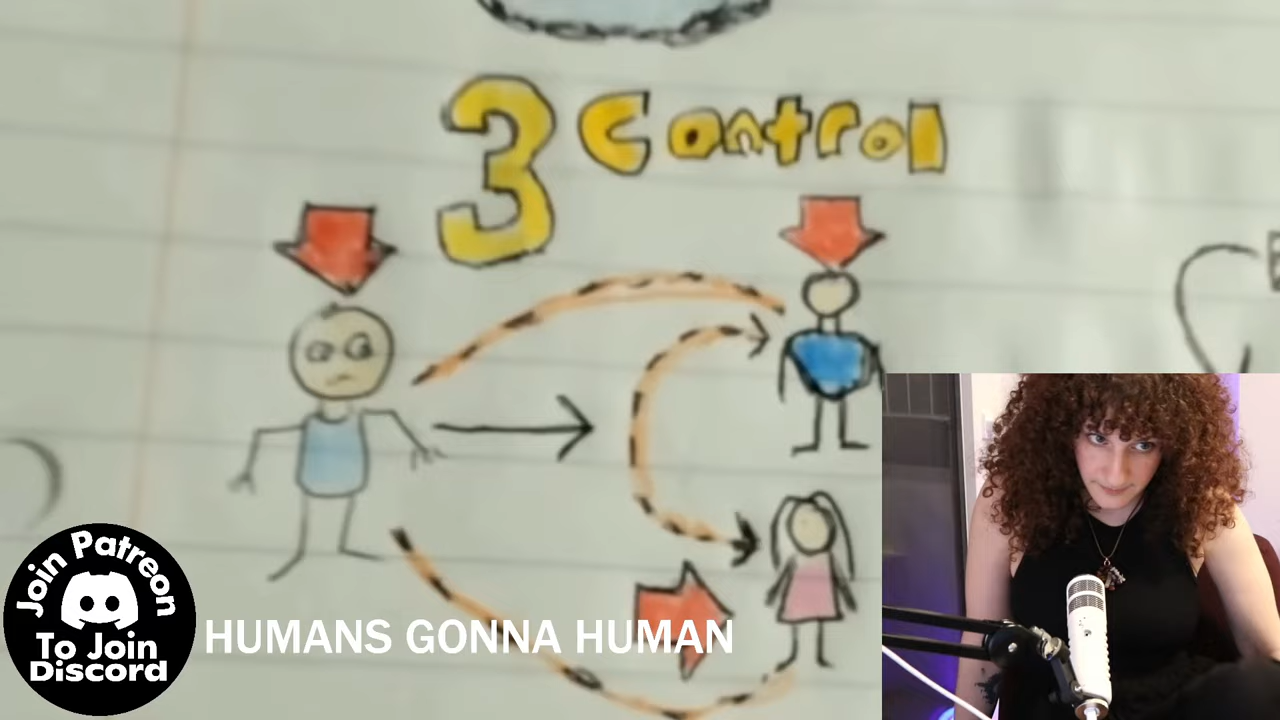 3 Control
Join Patreon
To Join
Discord
HUMANS GONNA HUMAN